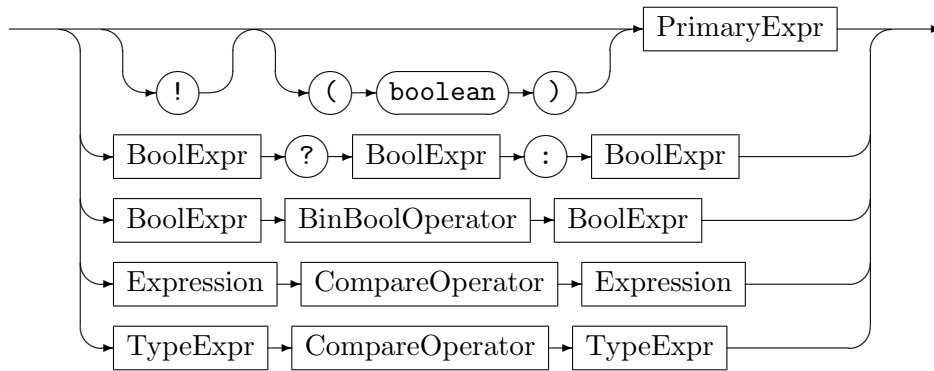 PrimaryExpr
! ( boolean )
BoolExpr ? BoolExpr : BoolExpr
BoolExpr BinBoolOperator BoolExpr
Expression CompareOperator Expression
TypeExpr CompareOperator TypeExpr